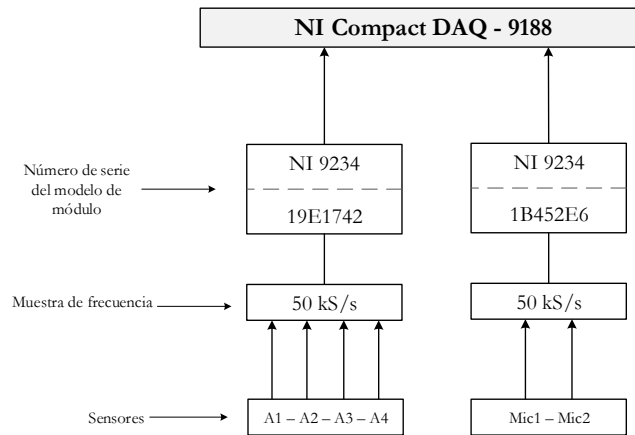 NI Compact DAQ - 9188
Número de serie
del modelo de
módulo
NI 9234
19E1742
NI 9234
1B452E6
Muestra de frecuencia
50 kS/s
50 kS/s
Sensores
A1 – A2 – A3 – A4
Mic1 – Mic2